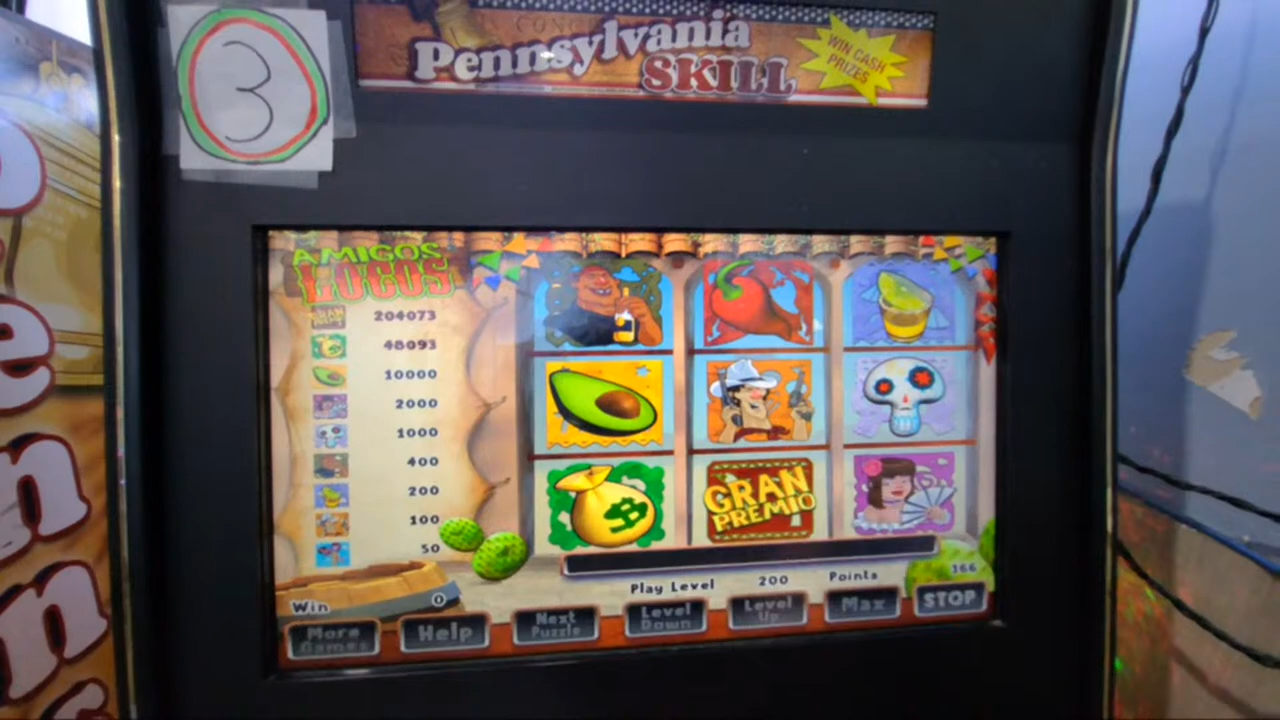 3
Pennsylvania
SKILL
WIN CASH
PRIZES
AMIGOS
LOCOS
204073
48093
10000
2000
1000
400
200
100
50
GRAN
PREMIO
Play Level 200 Points 366
Win 0
More
Games
Help
Next
Puzzle
Level
Down
Level
Up
Max
STOP